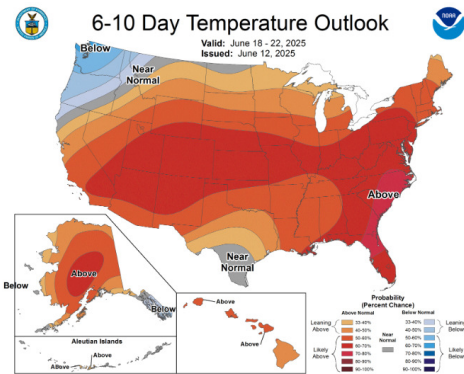 6-10 Day Temperature Outlook
Valid: June 18 - 22, 2025
Issued: June 12, 2025
NOAA
Below
Near
Normal
Above
Near
Normal
Above
Below
Below
Aleutian Islands
Above
Above
Above
Probability
(Percent Chance)
Above Normal
Below Normal
Leaning
Above
33-40%
40-50%
Near
Normal
33-40%
40-50%
Leaning
Below
Likely
Above
50-60%
60-70%
70-80%
80-90%
90-100%
50-60%
60-70%
70-80%
80-90%
90-100%
Likely
Below